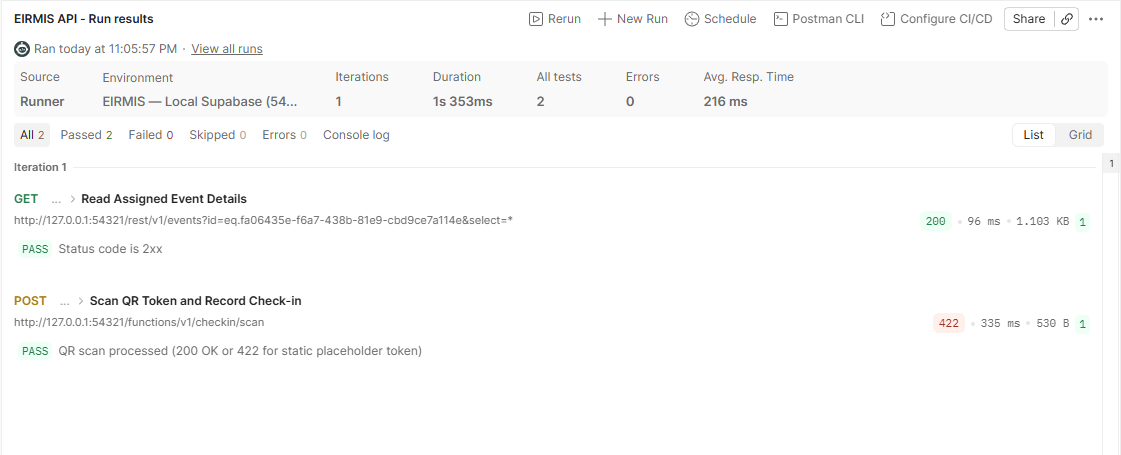 EIRMIS API - Run results Rerun New Run Schedule Postman CLI Configure CI/CD Share
Ran today at 11:05:57 PM · View all runs
Source Environment Iterations Duration All tests Errors Avg. Resp. Time
Runner EIRMIS — Local Supabase (54... 1 1s 353ms 2 0 216 ms
All 2 Passed 2 Failed 0 Skipped 0 Errors 0 Console log List Grid
Iteration 1 1
GET ... > Read Assigned Event Details
http://127.0.0.1:54321/rest/v1/events?id=eq.fa06435e-f6a7-438b-81e9-cbd9ce7a114e&select=* 200 • 96 ms • 1.103 KB 1
PASS Status code is 2xx
POST ... > Scan QR Token and Record Check-in
http://127.0.0.1:54321/functions/v1/checkin/scan 422 • 335 ms • 530 B 1
PASS QR scan processed (200 OK or 422 for static placeholder token)